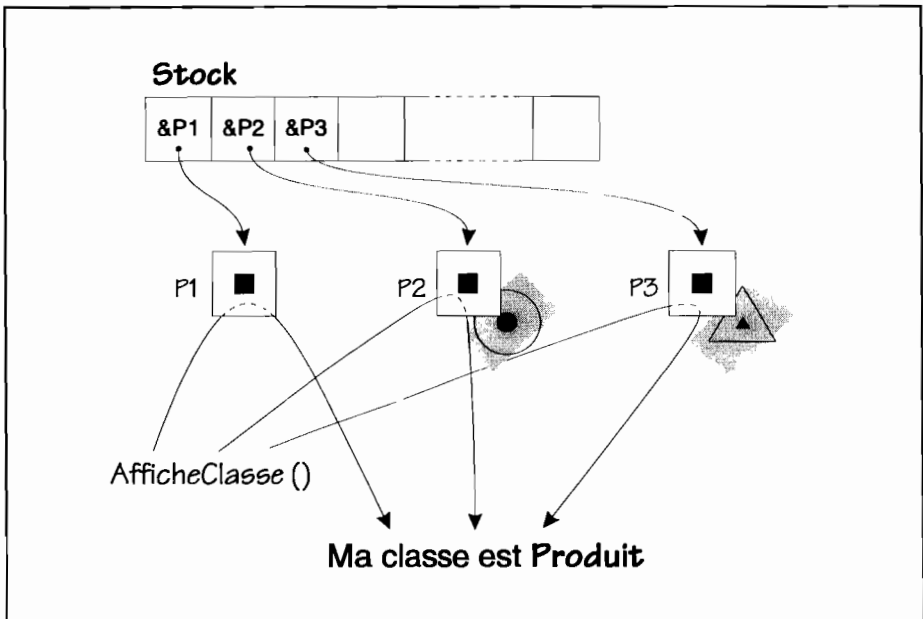 Stock
&P1 &P2 &P3
P1 P2 P3
AfficheClasse ()
Ma classe est Produit